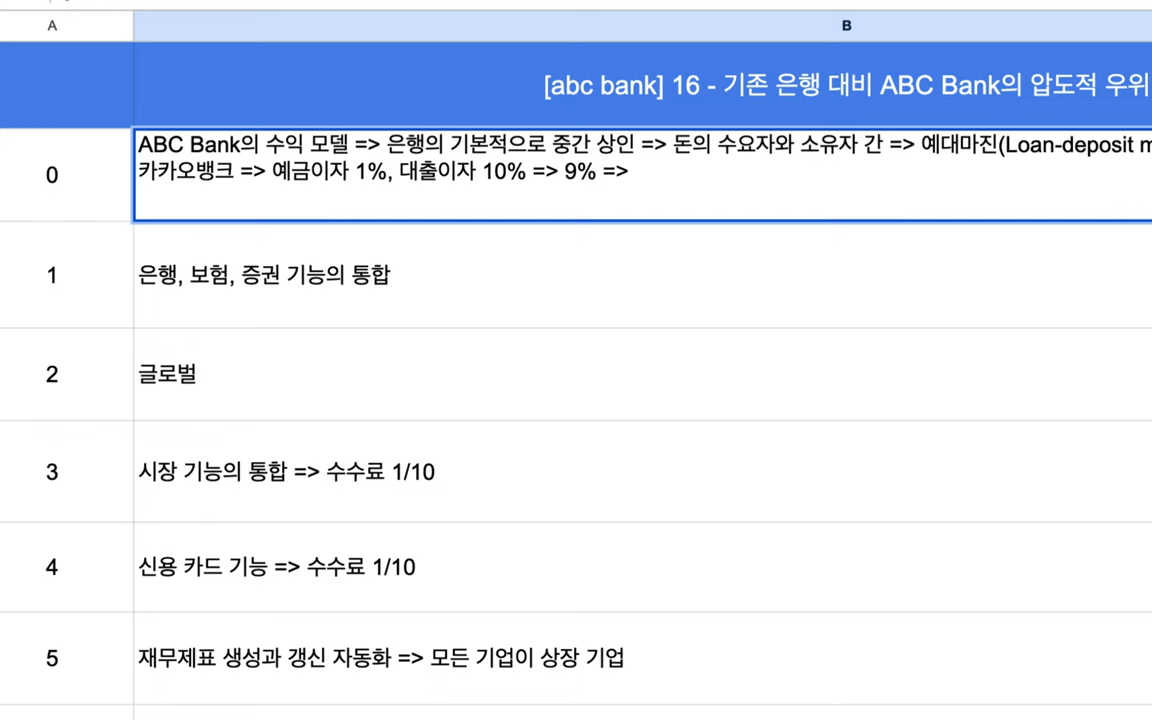 A
B
[abc bank] 16 - 기존 은행 대비 ABC Bank의 압도적 우위
0
ABC Bank의 수익 모델 => 은행의 기본적으로 중간 상인 => 돈의 수요자와 소유자 간 => 예대마진(Loan-deposit
카카오뱅크 => 예금이자 1%, 대출이자 10% => 9% =>
1
은행, 보험, 증권 기능의 통합
2
글로벌
3
시장 기능의 통합 => 수수료 1/10
4
신용 카드 기능 => 수수료 1/10
5
재무제표 생성과 갱신 자동화 => 모든 기업이 상장 기업